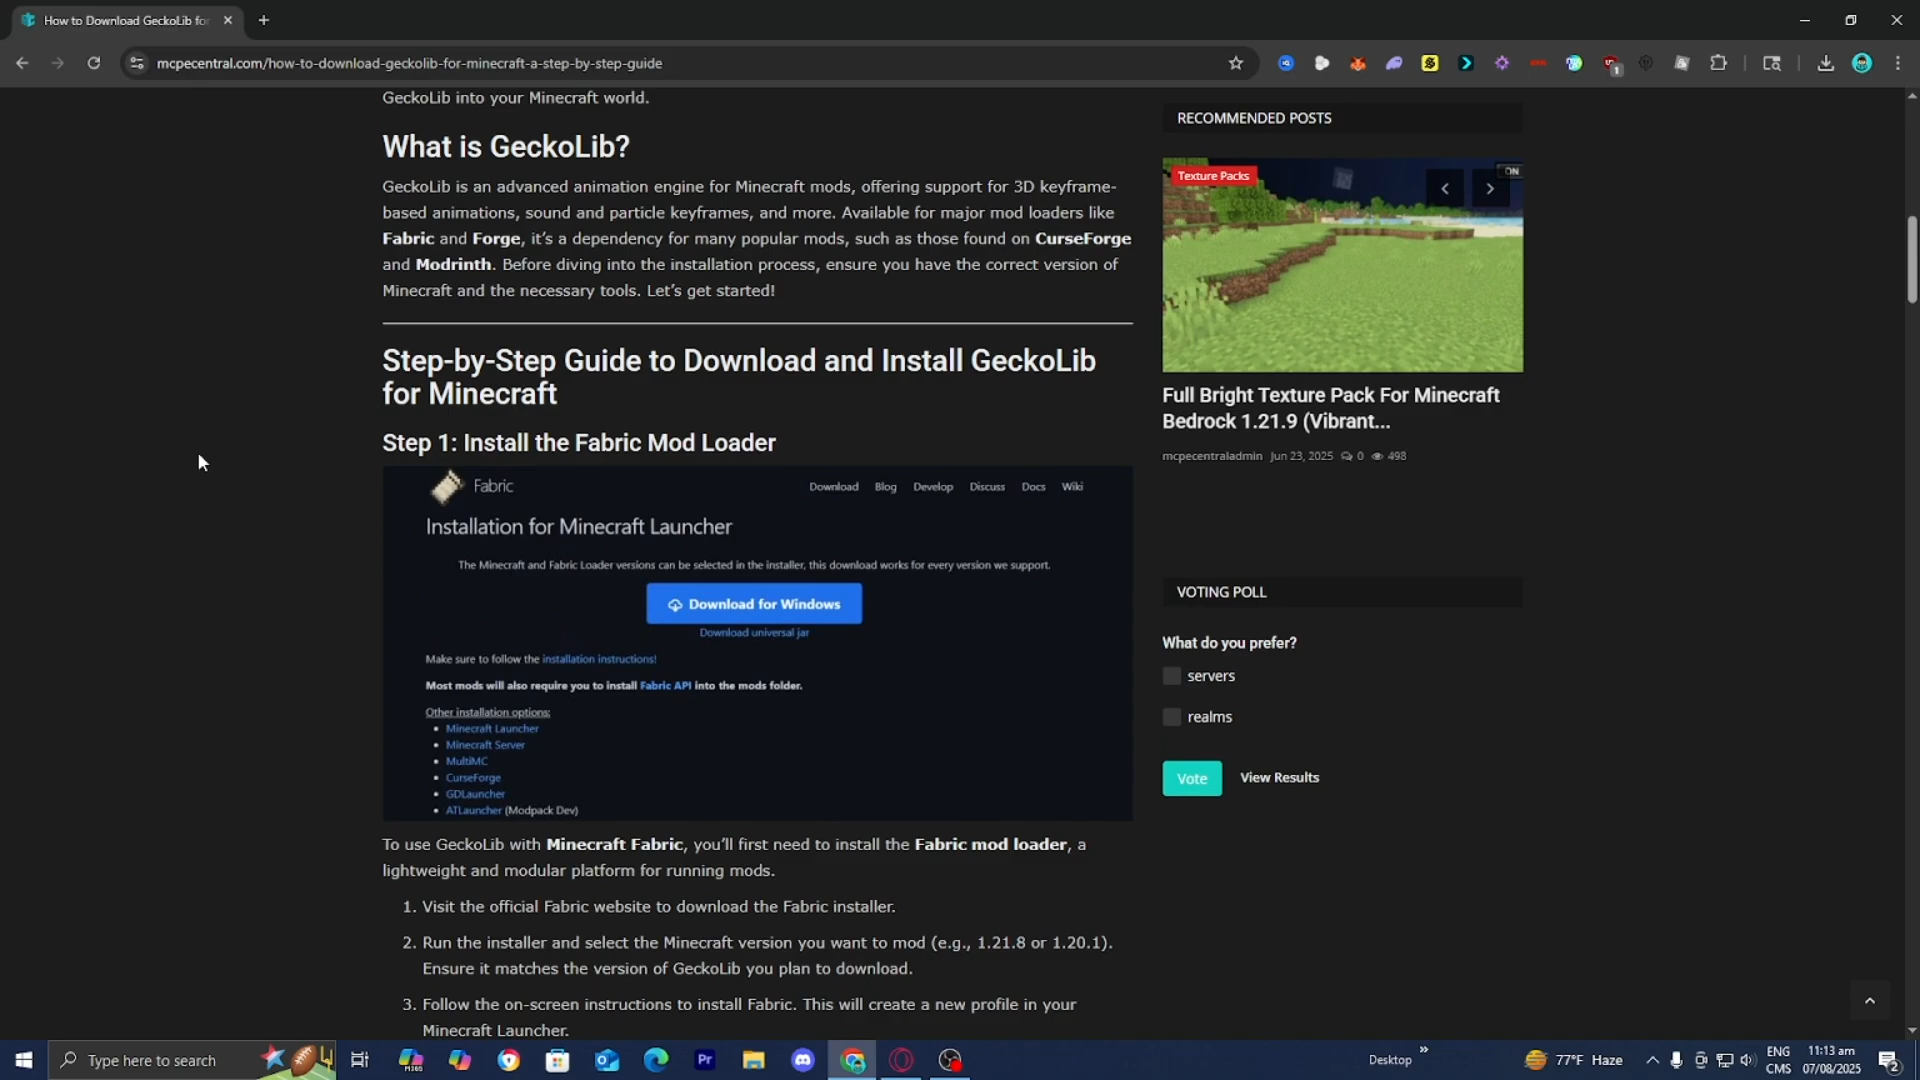 How to Download GeckoLib for
mcpecentral.com/how-to-download-geckolib-for-minecraft-a-step-by-step-guide
1
GeckoLib into your Minecraft world.
What is GeckoLib?
GeckoLib is an advanced animation engine for Minecraft mods, offering support for 3D keyframe-
based animations, sound and particle keyframes, and more. Available for major mod loaders like
Fabric and Forge, it's a dependency for many popular mods, such as those found on CurseForge
and Modrinth. Before diving into the installation process, ensure you have the correct version of
Minecraft and the necessary tools. Let's get started!
Step-by-Step Guide to Download and Install GeckoLib
for Minecraft
Step 1: Install the Fabric Mod Loader
Fabric
Download Blog Develop Discuss Docs Wiki
Installation for Minecraft Launcher
The Minecraft and Fabric Loader versions can be selected in the installer, this download works for every version we support.
Download for Windows
Download universal jar
Make sure to follow the installation instructions!
Most mods will also require you to install Fabric API into the mods folder.
Other installation options:
Minecraft Launcher
Minecraft Server
MultiMC
CurseForge
GDLauncher
ATLauncher (Modpack Dev)
To use GeckoLib with Minecraft Fabric, you'll first need to install the Fabric mod loader, a
lightweight and modular platform for running mods.
1. Visit the official Fabric website to download the Fabric installer.
2. Run the installer and select the Minecraft version you want to mod (e.g., 1.21.8 or 1.20.1).
Ensure it matches the version of GeckoLib you plan to download.
3. Follow the on-screen instructions to install Fabric. This will create a new profile in your
Minecraft Launcher.
RECOMMENDED POSTS
Texture Packs
ON
Full Bright Texture Pack For Minecraft
Bedrock 1.21.9 (Vibrant...
mcpecentraladmin Jun 23, 2025 0 498
VOTING POLL
What do you prefer?
servers
realms
Vote View Results
Type here to search
M365
Pr
Desktop
77°F Haze
ENG
CMS
11:13 am
07/08/2025
2